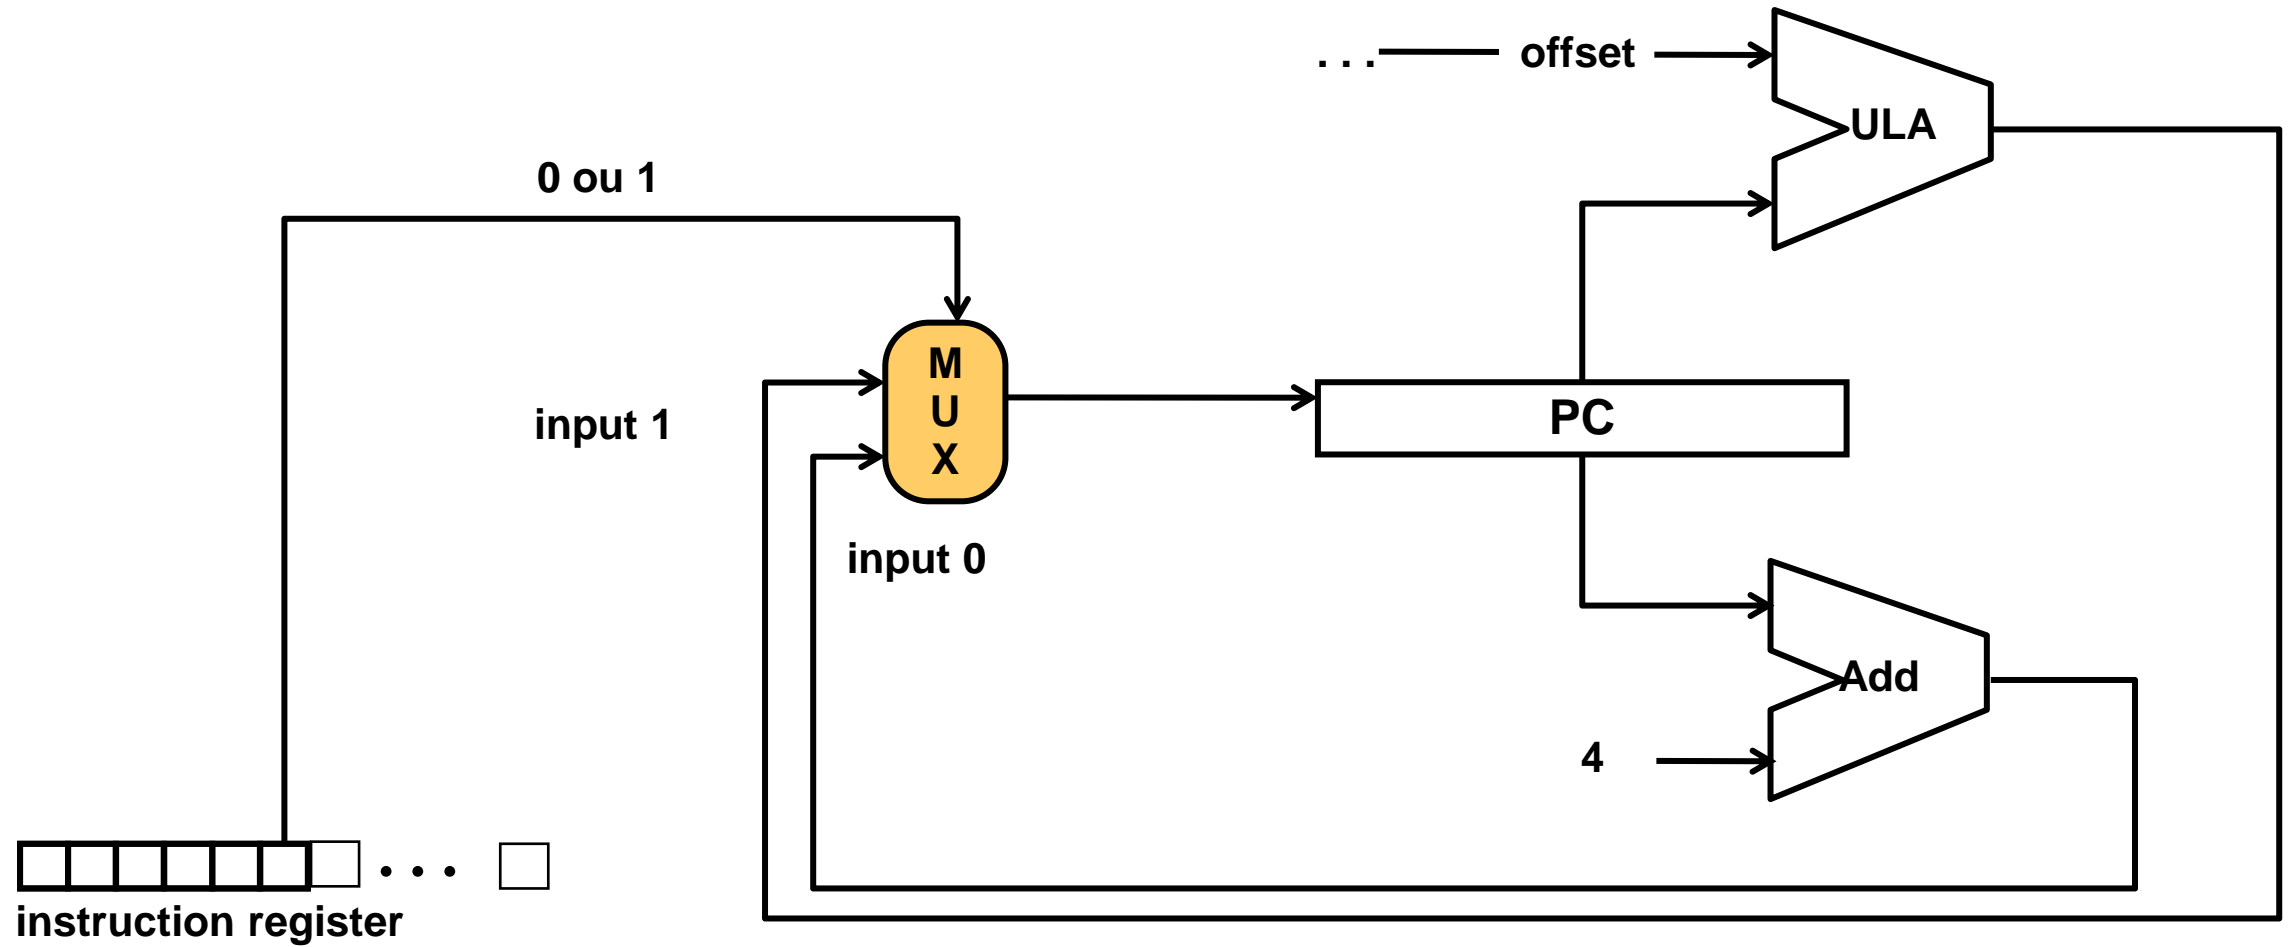 . . . offset
ULA
0 ou 1
M
U
X
input 1
PC
input 0
Add
4
. . .
instruction register